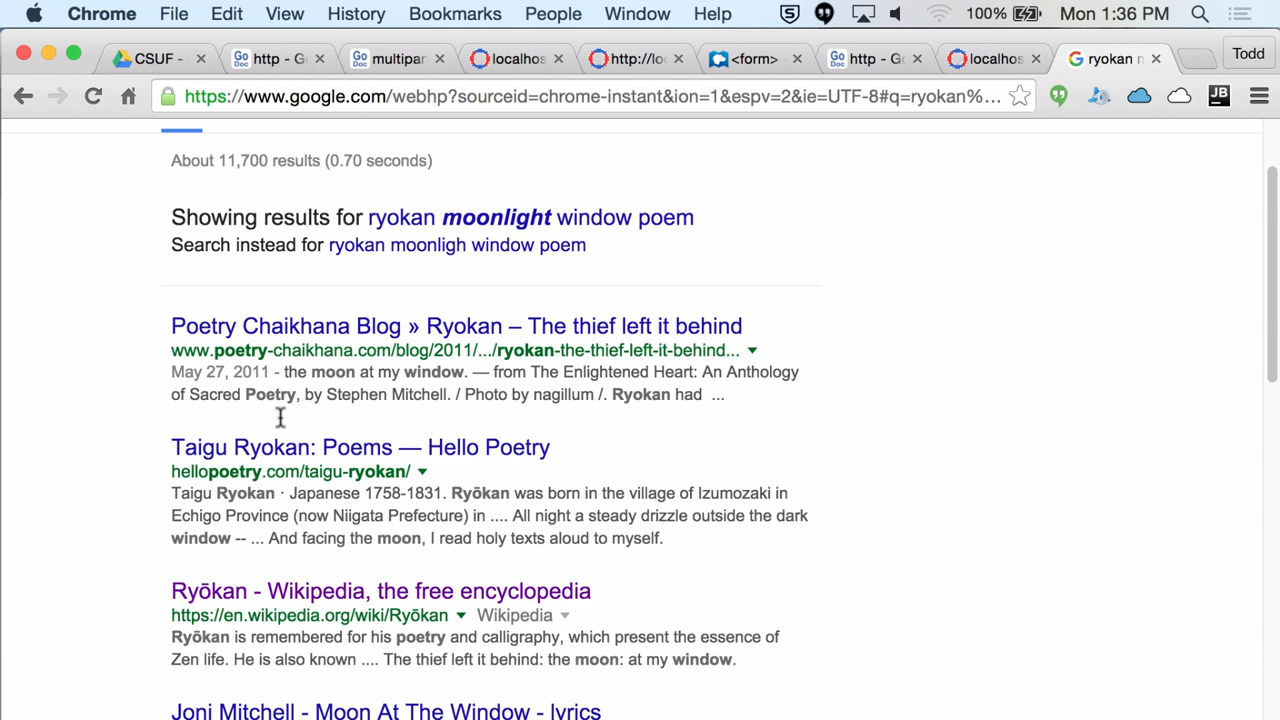 Chrome File Edit View History Bookmarks People Window Help 100% Mon 1:36 PM
CSUF - Go Doc http - Go Go Doc multipar localhos http://loc <form> - Go Doc http - Go localhos ryokan m Todd
https://www.google.com/webhp?sourceid=chrome-instant&ion=1&espv=2&ie=UTF-8#q=ryokan%... JB
About 11,700 results (0.70 seconds)
Showing results for ryokan moonlight window poem
Search instead for ryokan moonligh window poem
Poetry Chaikhana Blog » Ryokan – The thief left it behind
www.poetry-chaikhana.com/blog/2011/.../ryokan-the-thief-left-it-behind...
May 27, 2011 - the moon at my window. — from The Enlightened Heart: An Anthology
of Sacred Poetry, by Stephen Mitchell. / Photo by nagillum /. Ryokan had ...
Taigu Ryokan: Poems — Hello Poetry
hellopoetry.com/taigu-ryokan/
Taigu Ryokan · Japanese 1758-1831. Ryōkan was born in the village of Izumozaki in
Echigo Province (now Niigata Prefecture) in .... All night a steady drizzle outside the dark
window -- ... And facing the moon, I read holy texts aloud to myself.
Ryōkan - Wikipedia, the free encyclopedia
https://en.wikipedia.org/wiki/Ryōkan Wikipedia
Ryōkan is remembered for his poetry and calligraphy, which present the essence of
Zen life. He is also known .... The thief left it behind: the moon: at my window.
Joni Mitchell - Moon At The Window - lyrics